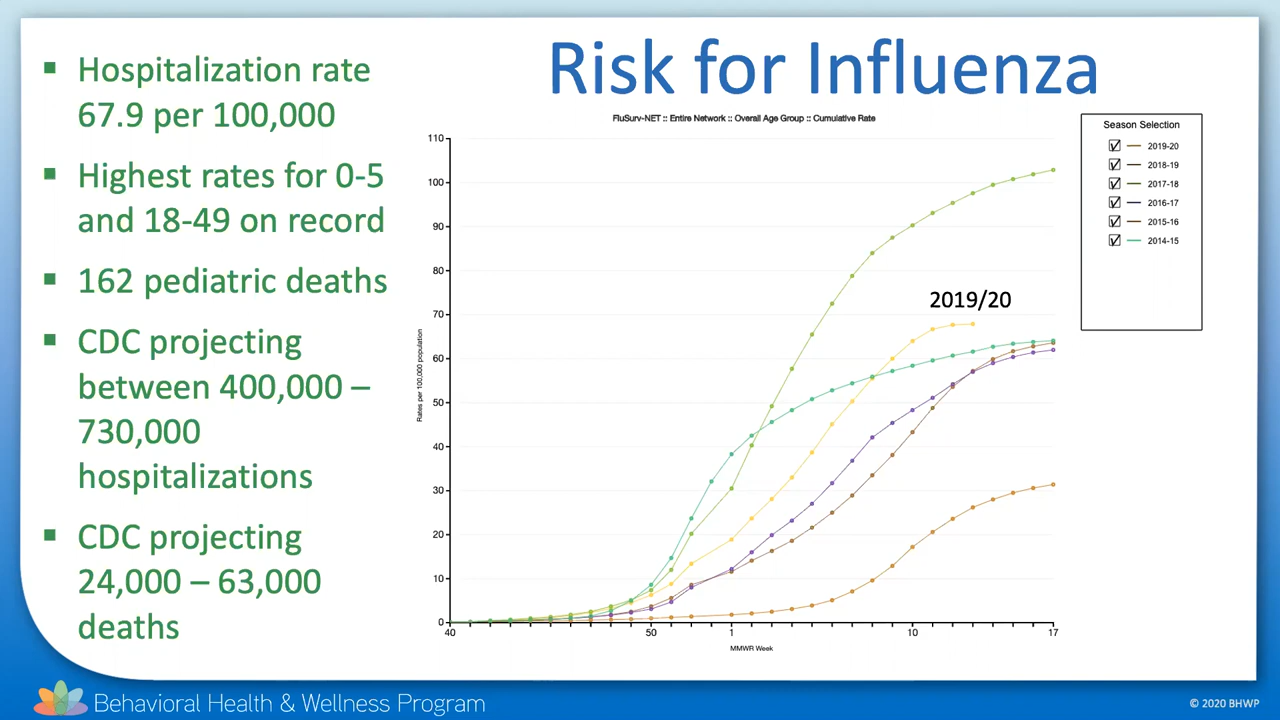 Risk for Influenza
▪ Hospitalization rate
67.9 per 100,000
▪ Highest rates for 0-5
and 18-49 on record
▪ 162 pediatric deaths
▪ CDC projecting
between 400,000 –
730,000
hospitalizations
▪ CDC projecting
24,000 – 63,000
deaths
FluSurv-NET :: Entire Network :: Overall Age Group :: Cumulative Rate
110
100
90
80
70
60
50
40
30
20
10
0
Rates per 100,000 population
2019/20
40
50
1
10
17
MMWR Week
Season Selection
2019-20
2018-19
2017-18
2016-17
2015-16
2014-15
Behavioral Health & Wellness Program
© 2020 BHWP